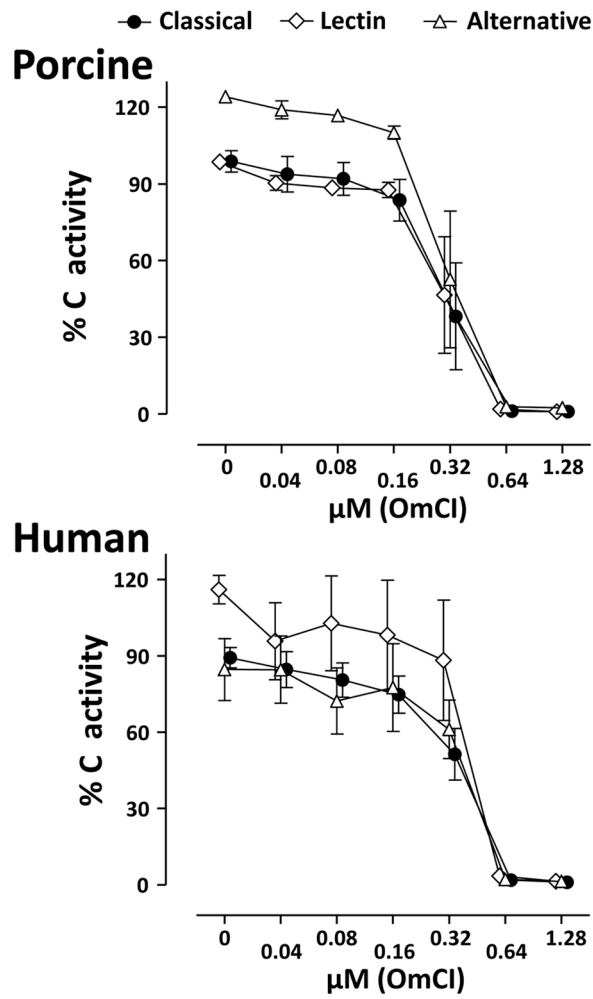 Classical Lectin Alternative
Porcine
120
90
60
30
0
% C activity
0 0.08 0.32 1.28
0.04 0.16 0.64
µM (OmCI)
Human
120
90
60
30
0
% C activity
0 0.08 0.32 1.28
0.04 0.16 0.64
µM (OmCI)